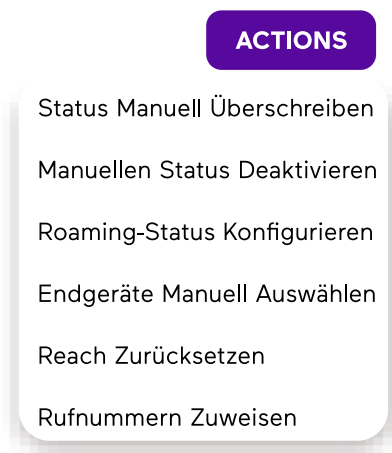 ACTIONS
Status Manuell Überschreiben
Manuellen Status Deaktivieren
Roaming-Status Konfigurieren
Endgeräte Manuell Auswählen
Reach Zurücksetzen
Rufnummern Zuweisen